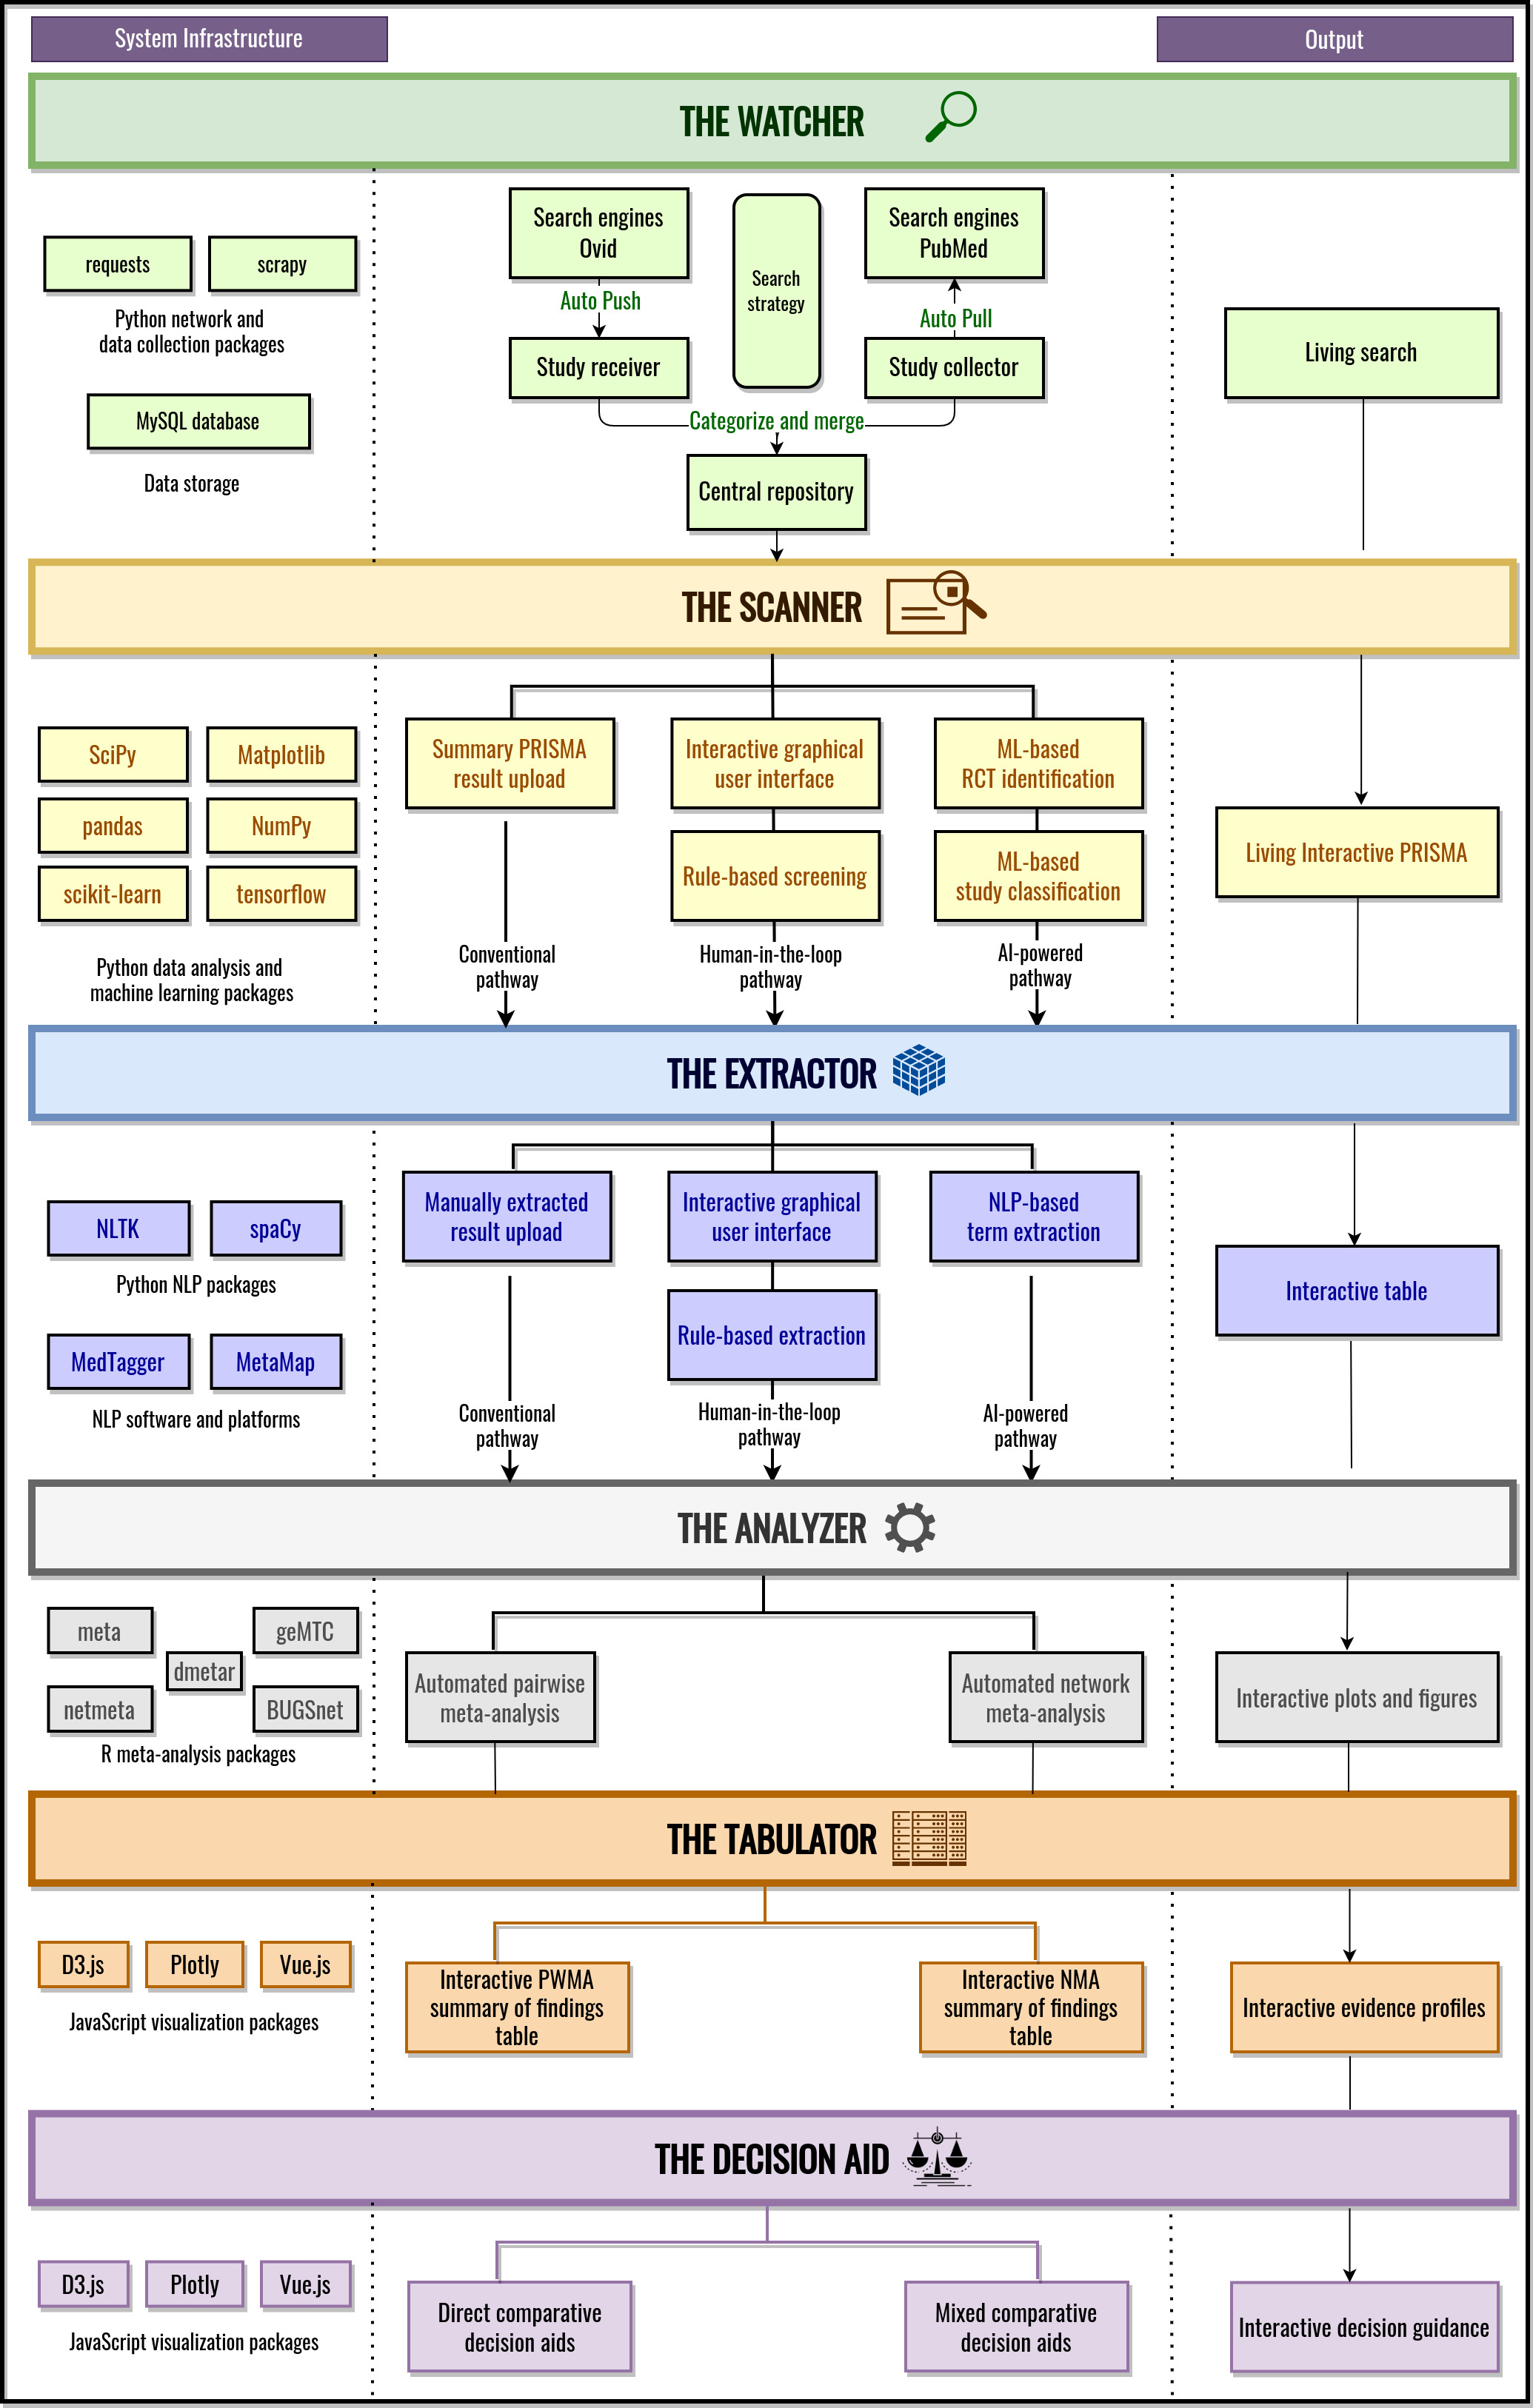 System Infrastructure
Output
THE WATCHER
requests
scrapy
Python network and
data collection packages
MySQL database
Data storage
Search engines
Ovid
Auto Push
Study receiver
Search
strategy
Search engines
PubMed
Auto Pull
Study collector
Categorize and merge
Central repository
Living search
THE SCANNER
SciPy
Matplotlib
pandas
NumPy
scikit-learn
tensorflow
Python data analysis and
machine learning packages
Summary PRISMA
result upload
Conventional
pathway
Interactive graphical
user interface
Rule-based screening
Human-in-the-loop
pathway
ML-based
RCT identification
ML-based
study classification
AI-powered
pathway
Living Interactive PRISMA
THE EXTRACTOR
NLTK
spaCy
Python NLP packages
MedTagger
MetaMap
NLP software and platforms
Manually extracted
result upload
Conventional
pathway
Interactive graphical
user interface
Rule-based extraction
Human-in-the-loop
pathway
NLP-based
term extraction
AI-powered
pathway
Interactive table
THE ANALYZER
meta
geMTC
dmetar
netmeta
BUGSnet
R meta-analysis packages
Automated pairwise
meta-analysis
Automated network
meta-analysis
Interactive plots and figures
THE TABULATOR
D3.js
Plotly
Vue.js
JavaScript visualization packages
Interactive PWMA
summary of findings
table
Interactive NMA
summary of findings
table
Interactive evidence profiles
THE DECISION AID
D3.js
Plotly
Vue.js
JavaScript visualization packages
Direct comparative
decision aids
Mixed comparative
decision aids
Interactive decision guidance